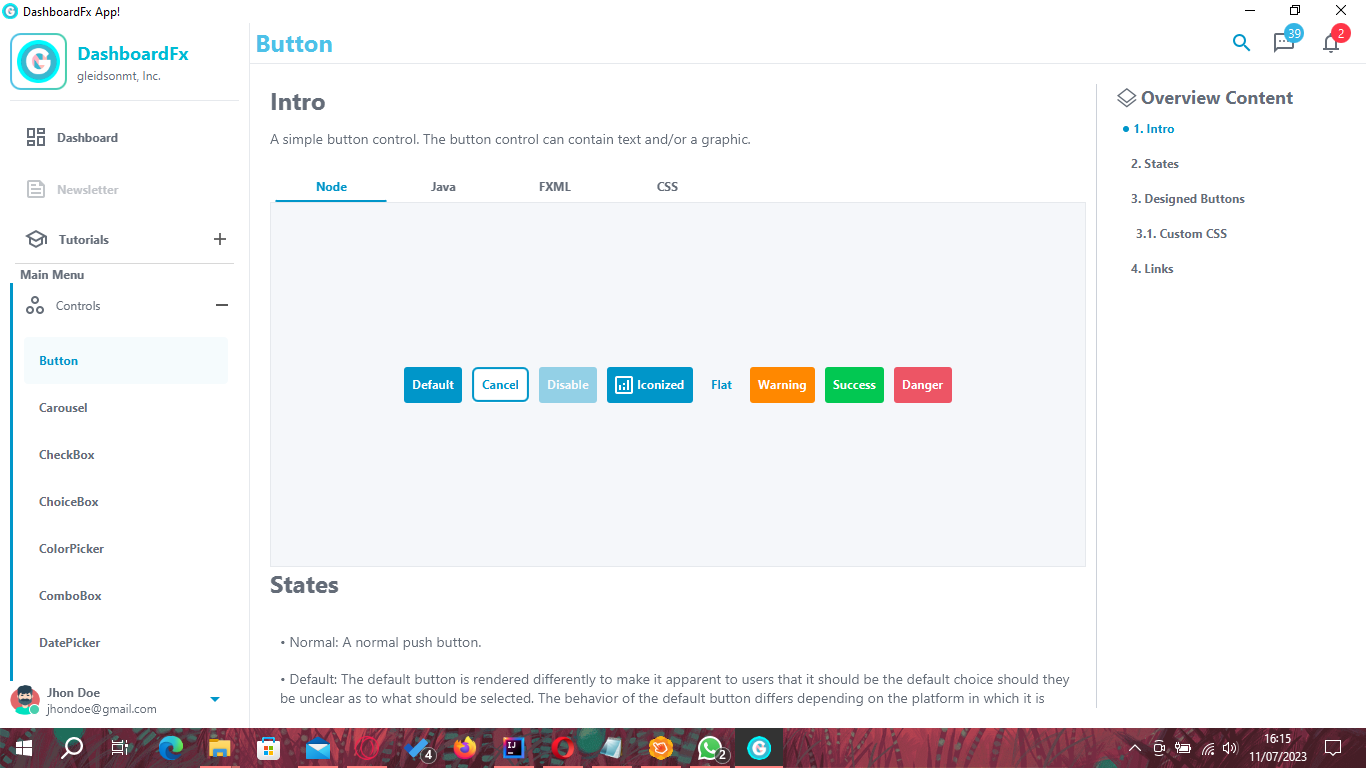 DashboardFx App!
DashboardFx
gleidsonmt, Inc.
Button
39
2
Dashboard
Newsletter
Tutorials
Main Menu
Controls
Button
Carousel
CheckBox
ChoiceBox
ColorPicker
ComboBox
DatePicker
Jhon Doe
jhondoe@gmail.com
Intro
A simple button control. The button control can contain text and/or a graphic.
Node Java FXML CSS
Default Cancel Disable Iconized Flat Warning Success Danger
States
• Normal: A normal push button.
• Default: The default button is rendered differently to make it apparent to users that it should be the default choice should they
be unclear as to what should be selected. The behavior of the default button differs depending on the platform in which it is
Overview Content
• 1. Intro
2. States
3. Designed Buttons
3.1. Custom CSS
4. Links
4
IJ
2
16:15
11/07/2023